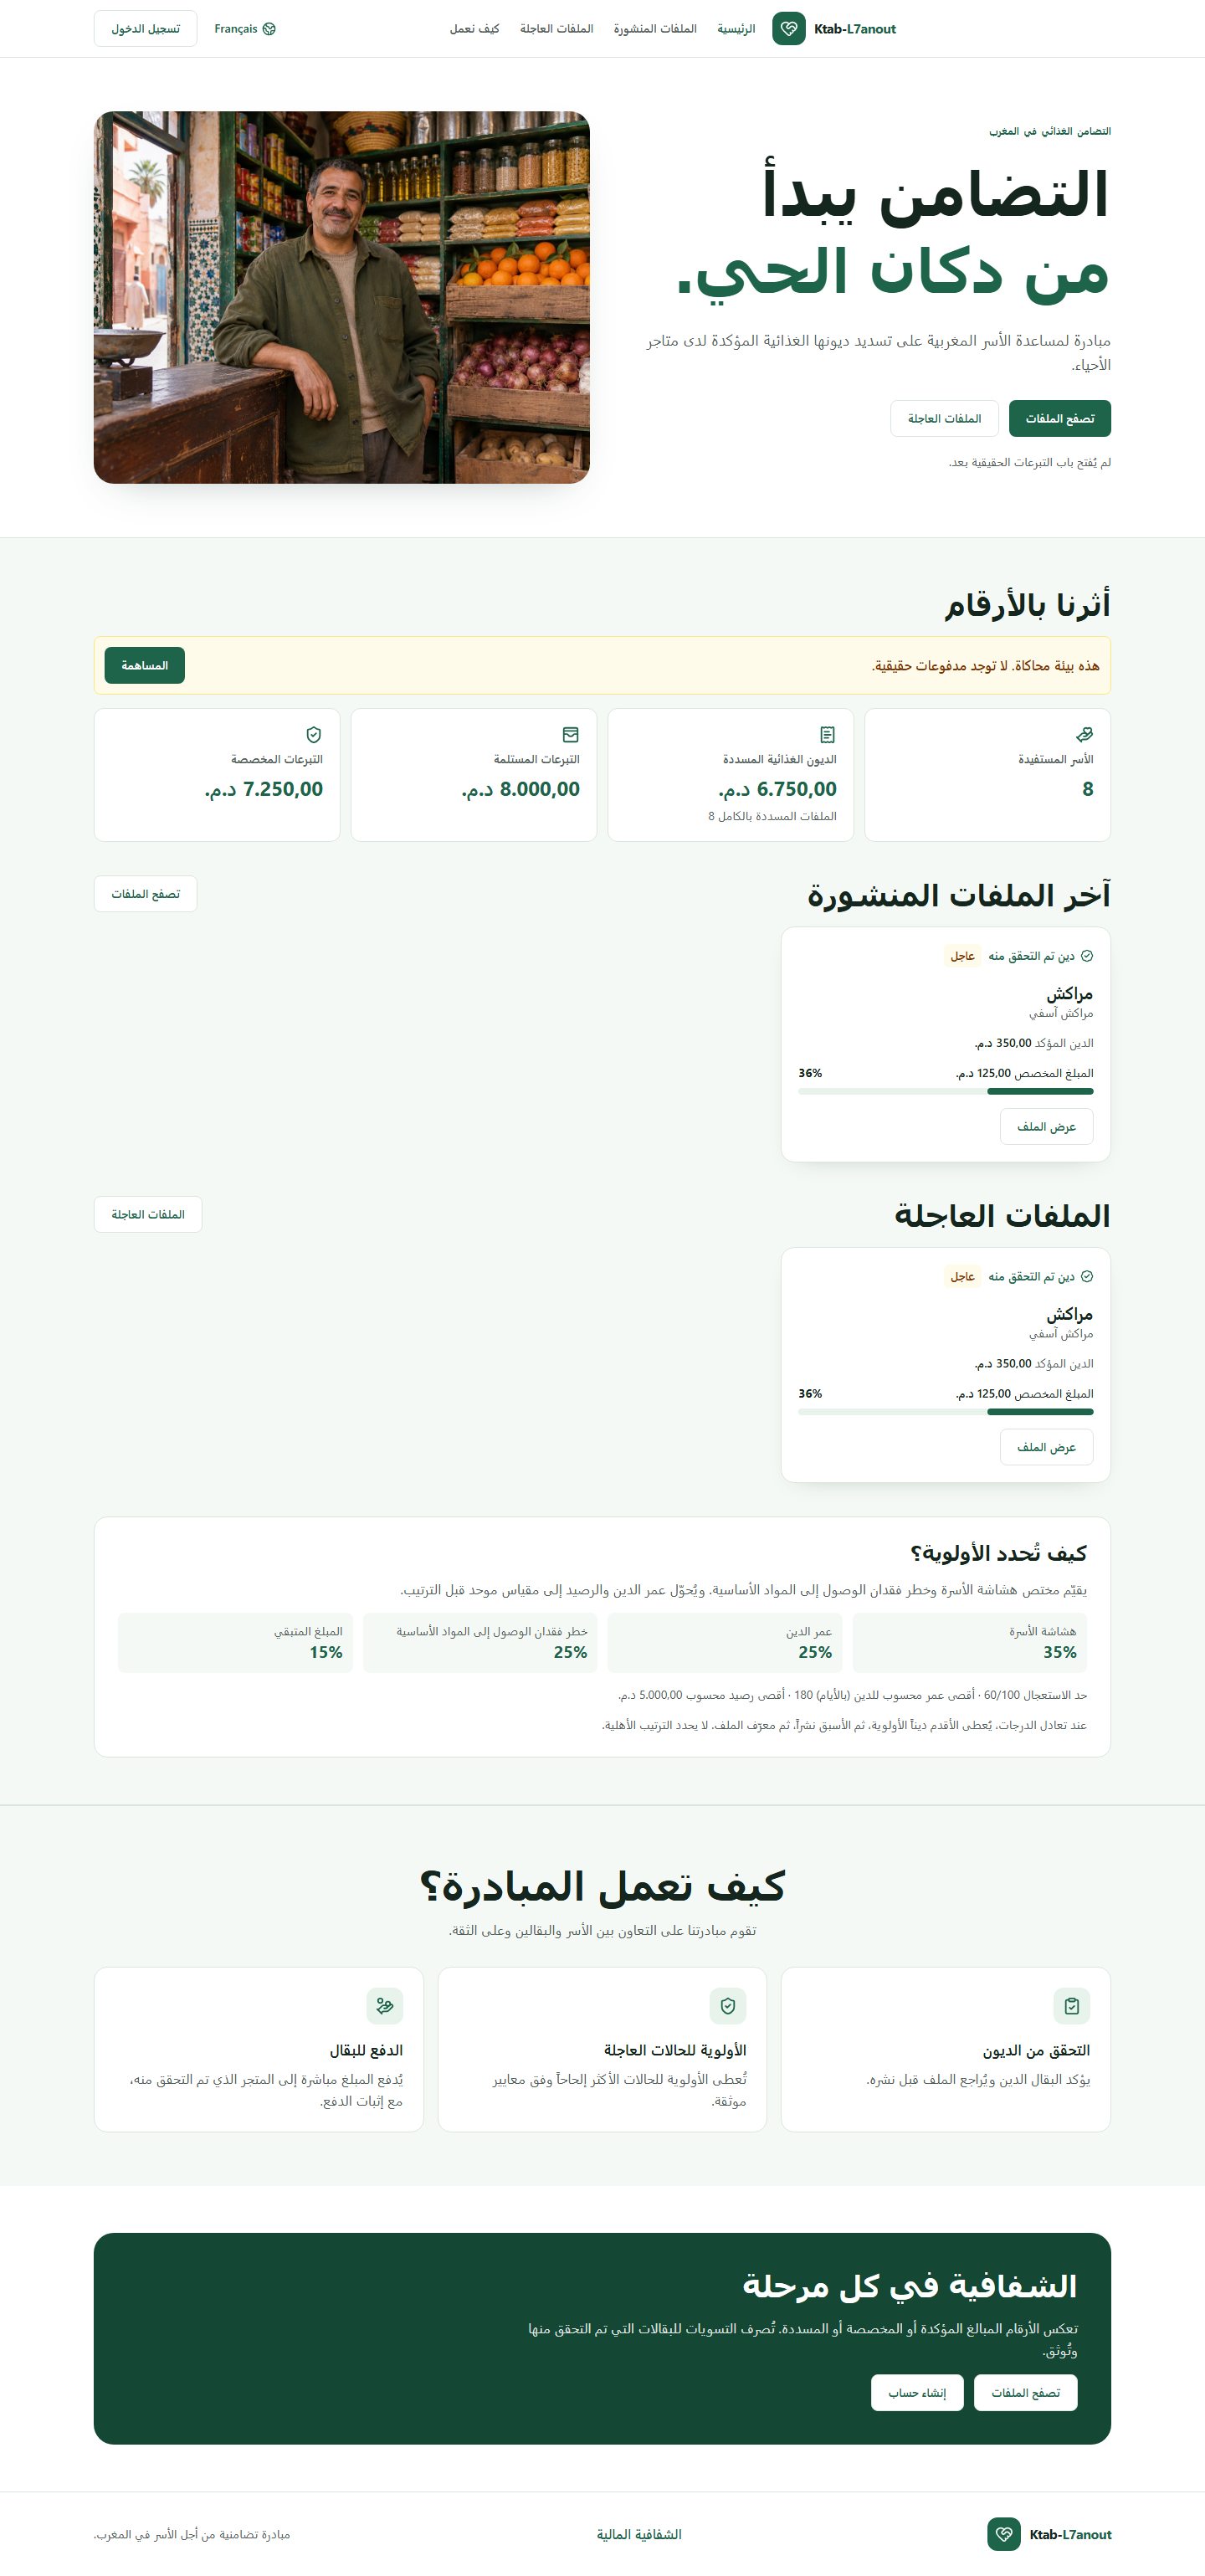 Ktab-L7anout
الرئيسية
الملفات المنشورة
الملفات العاجلة
كيف نعمل
Français
تسجيل الدخول
التضامن الغذائي في المغرب
التضامن يبدأ
من دكان الحي.
مبادرة لمساعدة الأسر المغربية على تسديد ديونها الغذائية المؤكدة لدى متاجر
الأحياء.
تصفح الملفات
الملفات العاجلة
لم يُفتح باب التبرعات الحقيقية بعد.
أثرنا بالأرقام
هذه بيئة محاكاة. لا توجد مدفوعات حقيقية.
المساهمة
الأسر المستفيدة
8
الديون الغذائية المسددة
6.750,00 د.م.
الملفات المسددة بالكامل 8
التبرعات المستلمة
8.000,00 د.م.
التبرعات المخصصة
7.250,00 د.م.
آخر الملفات المنشورة
تصفح الملفات
دين تم التحقق منه
عاجل
مراكش
مراكش آسفي
الدين المؤكد 350,00 د.م.
المبلغ المخصص 125,00 د.م.
36%
عرض الملف
الملفات العاجلة
الملفات العاجلة
دين تم التحقق منه
عاجل
مراكش
مراكش آسفي
الدين المؤكد 350,00 د.م.
المبلغ المخصص 125,00 د.م.
36%
عرض الملف
كيف تُحدد الأولوية؟
يقيّم مختص هشاشة الأسرة وخطر فقدان الوصول إلى المواد الأساسية. ويُحوّل عمر الدين والرصيد إلى مقياس موحد قبل الترتيب.
هشاشة الأسرة
35%
عمر الدين
25%
خطر فقدان الوصول إلى المواد الأساسية
25%
المبلغ المتبقي
15%
حد الاستعجال 60/100 · أقصى عمر محسوب للدين (بالأيام) 180 · أقصى رصيد محسوب 5.000,00 د.م.
عند تعادل الدرجات، يُعطى الأقدم ديناً الأولوية، ثم الأسبق نشراً، ثم معرّف الملف. لا يحدد الترتيب الأهلية.
كيف تعمل المبادرة؟
تقوم مبادرتنا على التعاون بين الأسر والبقالين وعلى الثقة.
التحقق من الديون
يؤكد البقال الدين ويُراجع الملف قبل نشره.
الأولوية للحالات العاجلة
تُعطى الأولوية للحالات الأكثر إلحاحاً وفق معايير
موثقة.
الدفع للبقال
يُدفع المبلغ مباشرة إلى المتجر الذي تم التحقق منه،
مع إثبات الدفع.
الشفافية في كل مرحلة
تعكس الأرقام المبالغ المؤكدة أو المخصصة أو المسددة. تُصرف التسويات للبقالات التي تم التحقق منها
وتُوثق.
تصفح الملفات
إنشاء حساب
Ktab-L7anout
الشفافية المالية
مبادرة تضامنية من أجل الأسر في المغرب.